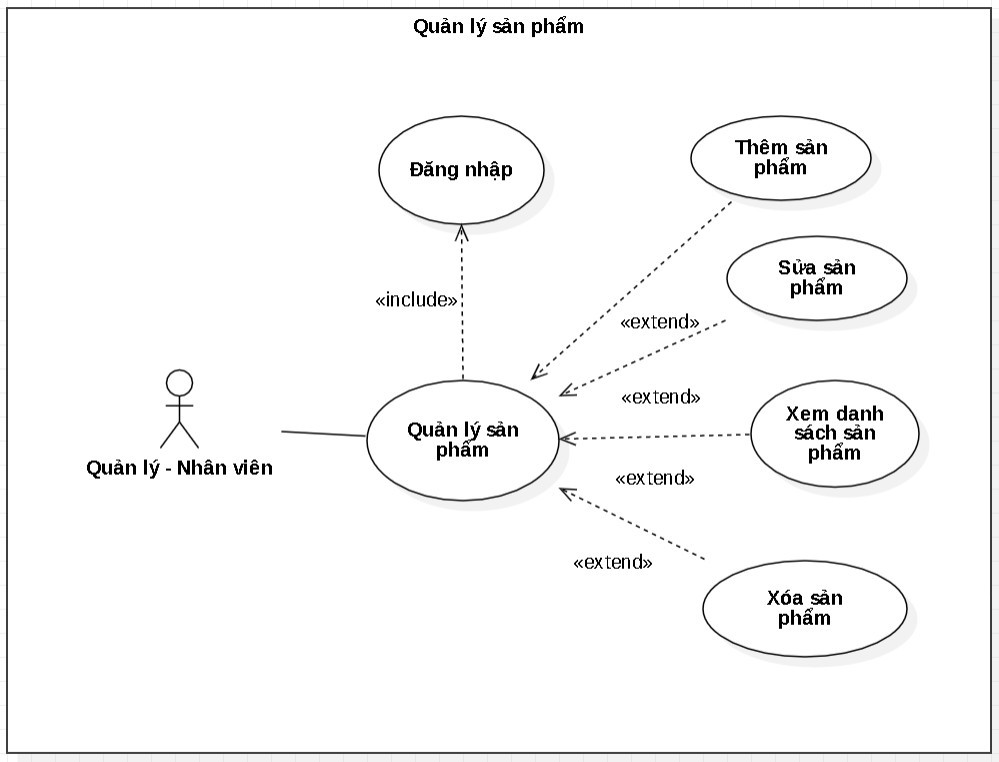 Quản lý sản phẩm
Đăng nhập
Thêm sản
phẩm
Sửa sản
phẩm
«include»
«extend»
«extend»
Quản lý - Nhân viên
Quản lý sản
phẩm
Xem danh
sách sản
phẩm
«extend»
«extend»
Xóa sản
phẩm